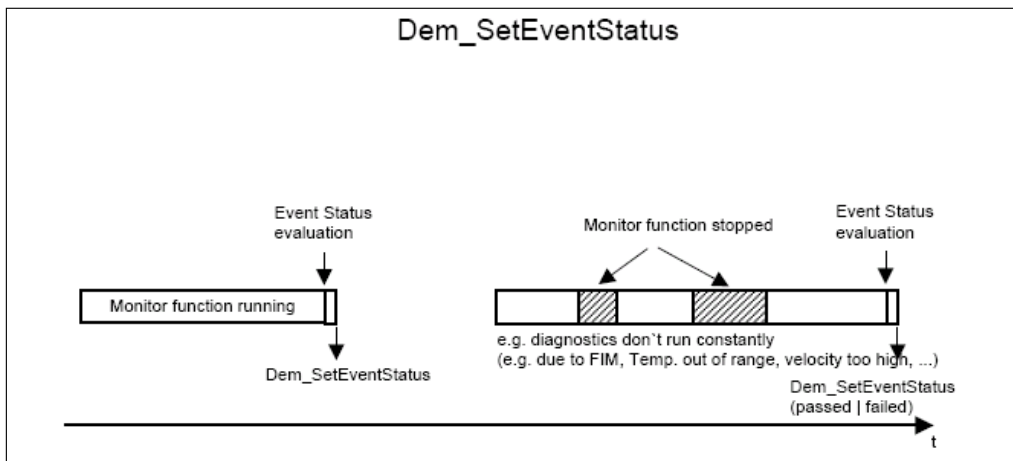 Dem_SetEventStatus
Event Status
evaluation
Monitor function stopped
Event Status
evaluation
Monitor function running
e.g. diagnostics don`t run constantly
(e.g. due to FIM, Temp. out of range, velocity too high, ...)
Dem_SetEventStatus
Dem_SetEventStatus
(passed | failed)
t